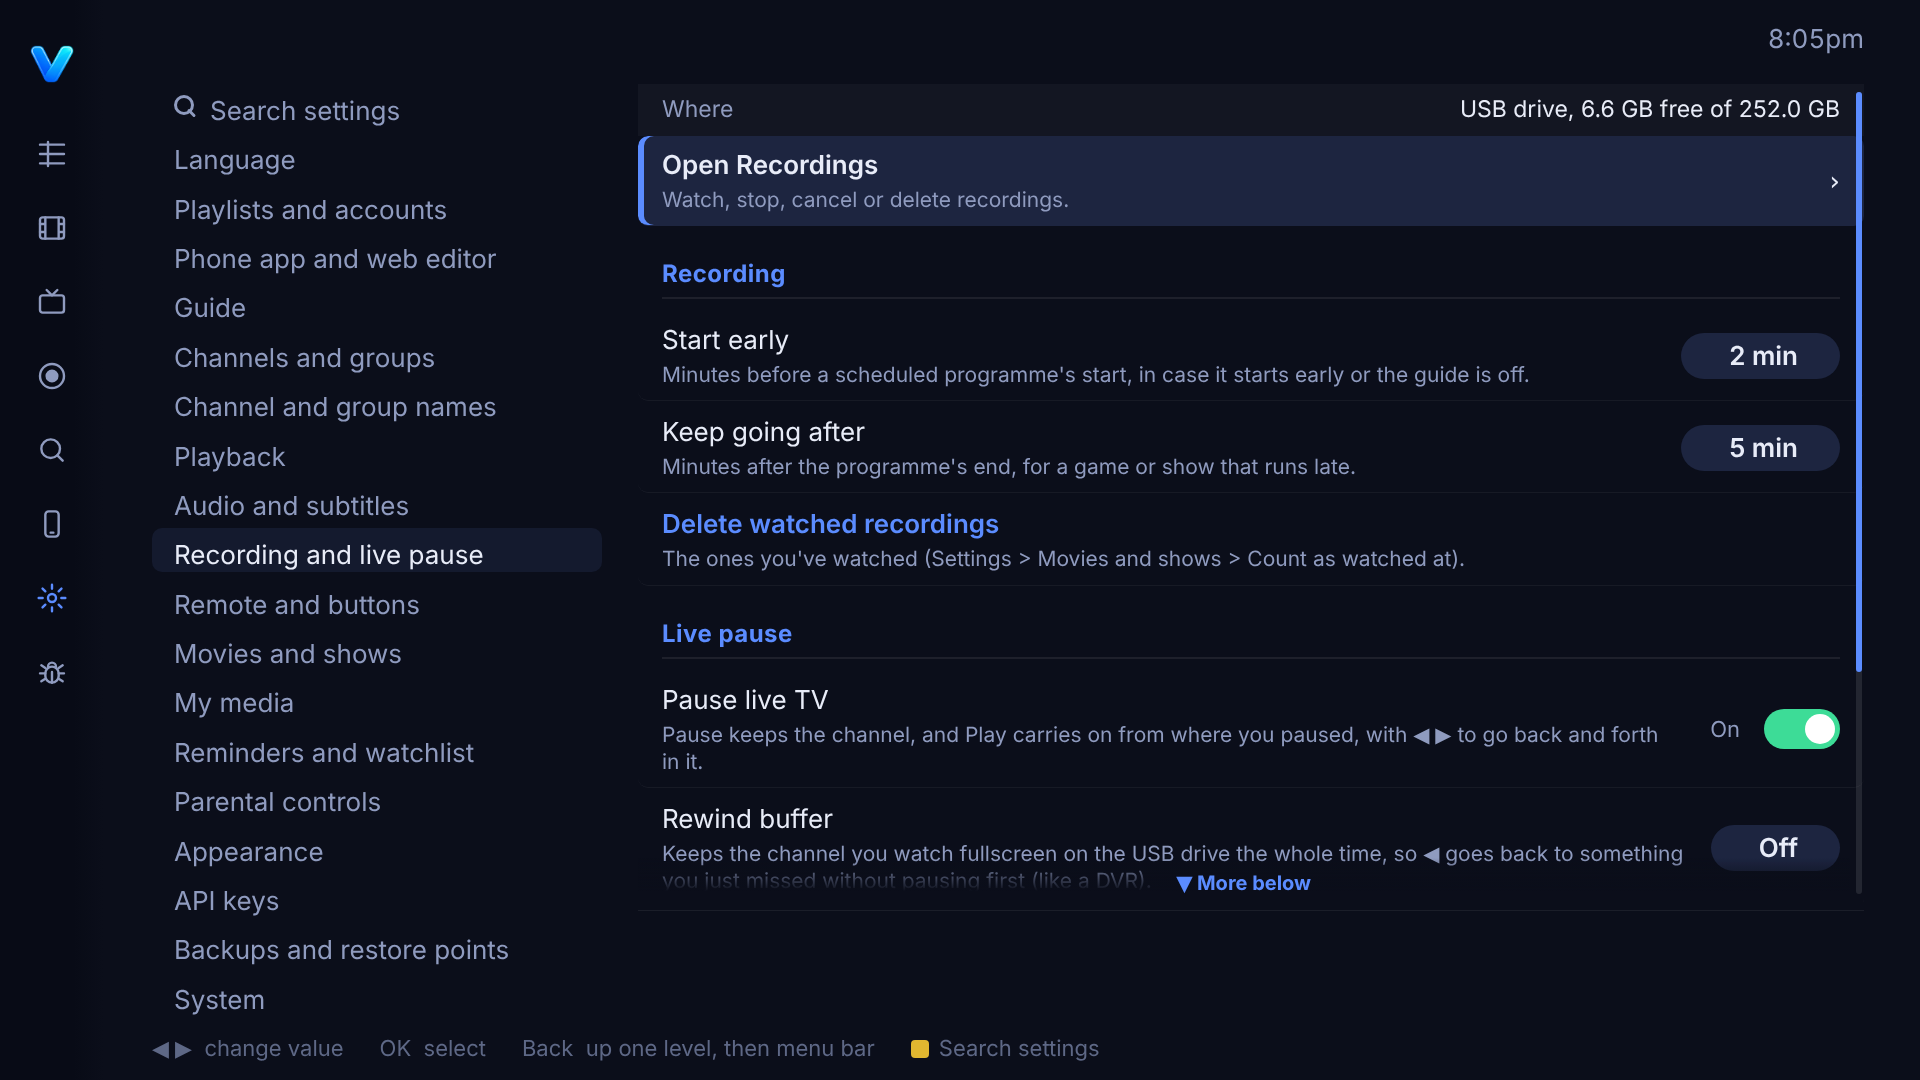 8:05pm
Search settings
Language
Playlists and accounts
Phone app and web editor
Guide
Channels and groups
Channel and group names
Playback
Audio and subtitles
Recording and live pause
Remote and buttons
Movies and shows
My media
Reminders and watchlist
Parental controls
Appearance
API keys
Backups and restore points
System
Where
USB drive, 6.6 GB free of 252.0 GB
Open Recordings
Watch, stop, cancel or delete recordings.
Recording
Start early
Minutes before a scheduled programme's start, in case it starts early or the guide is off.
2 min
Keep going after
Minutes after the programme's end, for a game or show that runs late.
5 min
Delete watched recordings
The ones you've watched (Settings > Movies and shows > Count as watched at).
Live pause
Pause live TV
Pause keeps the channel, and Play carries on from where you paused, with ◀ ▶ to go back and forth
in it.
On
Rewind buffer
Keeps the channel you watch fullscreen on the USB drive the whole time, so ◀ goes back to something
you just missed without pausing first (like a DVR).
Off
▼ More below
◀ ▶ change value OK select Back up one level, then menu bar Search settings